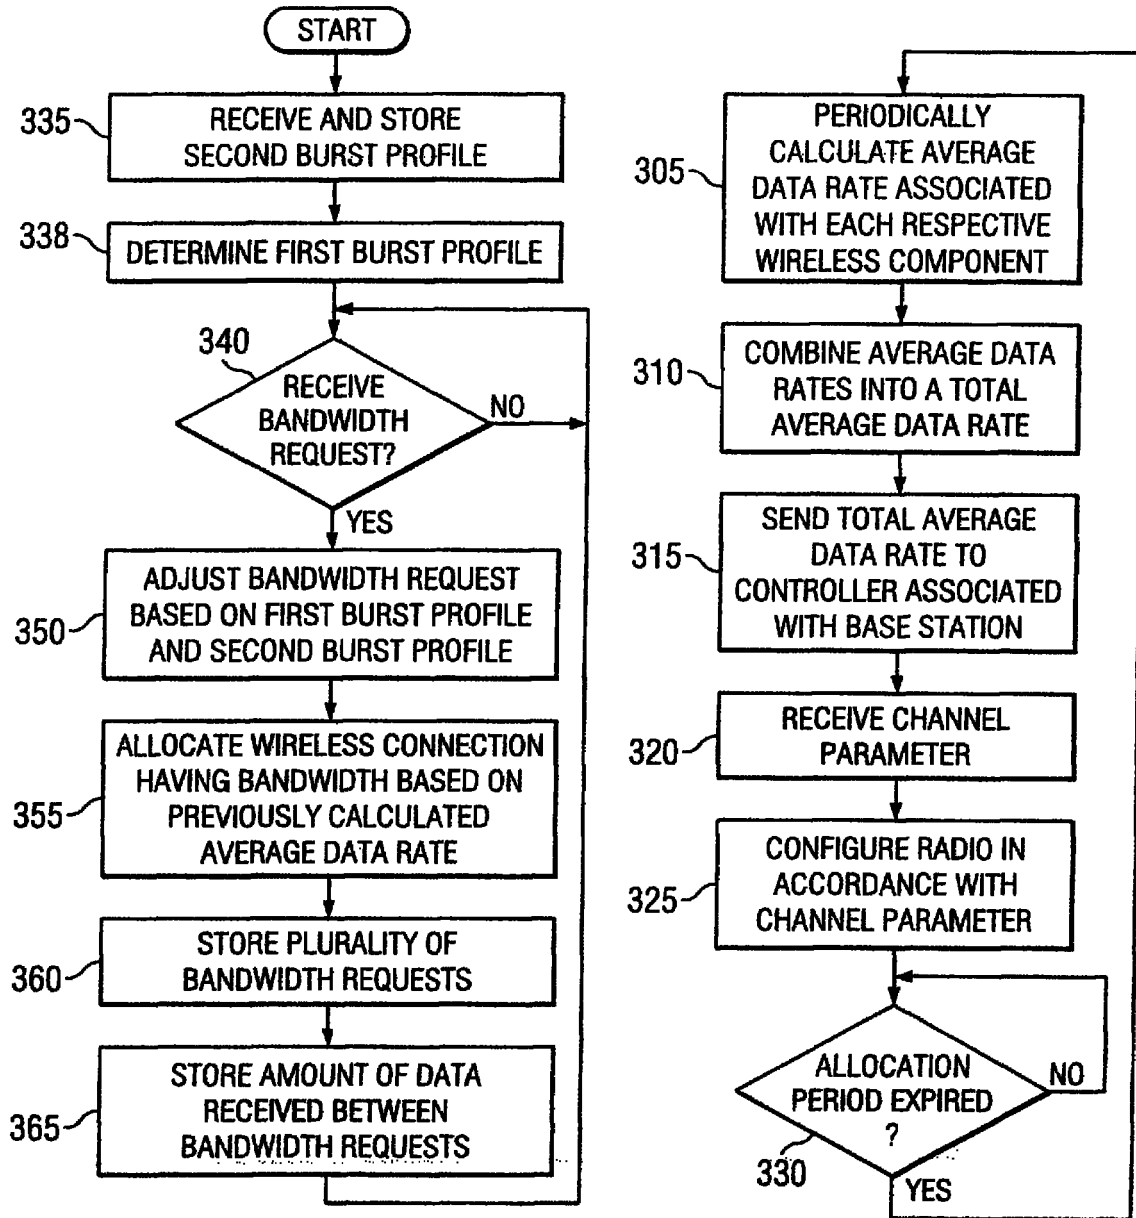 START
335
RECEIVE AND STORE
SECOND BURST PROFILE
338
DETERMINE FIRST BURST PROFILE
340
RECEIVE
BANDWIDTH
REQUEST?
NO
YES
350
ADJUST BANDWIDTH REQUEST
BASED ON FIRST BURST PROFILE
AND SECOND BURST PROFILE
355
ALLOCATE WIRELESS CONNECTION
HAVING BANDWIDTH BASED ON
PREVIOUSLY CALCULATED
AVERAGE DATA RATE
360
STORE PLURALITY OF
BANDWIDTH REQUESTS
365
STORE AMOUNT OF DATA
RECEIVED BETWEEN
BANDWIDTH REQUESTS
305
PERIODICALLY
CALCULATE AVERAGE
DATA RATE ASSOCIATED
WITH EACH RESPECTIVE
WIRELESS COMPONENT
310
COMBINE AVERAGE DATA
RATES INTO A TOTAL
AVERAGE DATA RATE
315
SEND TOTAL AVERAGE
DATA RATE TO
CONTROLLER ASSOCIATED
WITH BASE STATION
320
RECEIVE CHANNEL
PARAMETER
325
CONFIGURE RADIO IN
ACCORDANCE WITH
CHANNEL PARAMETER
ALLOCATION
PERIOD EXPIRED
?
NO
330
YES